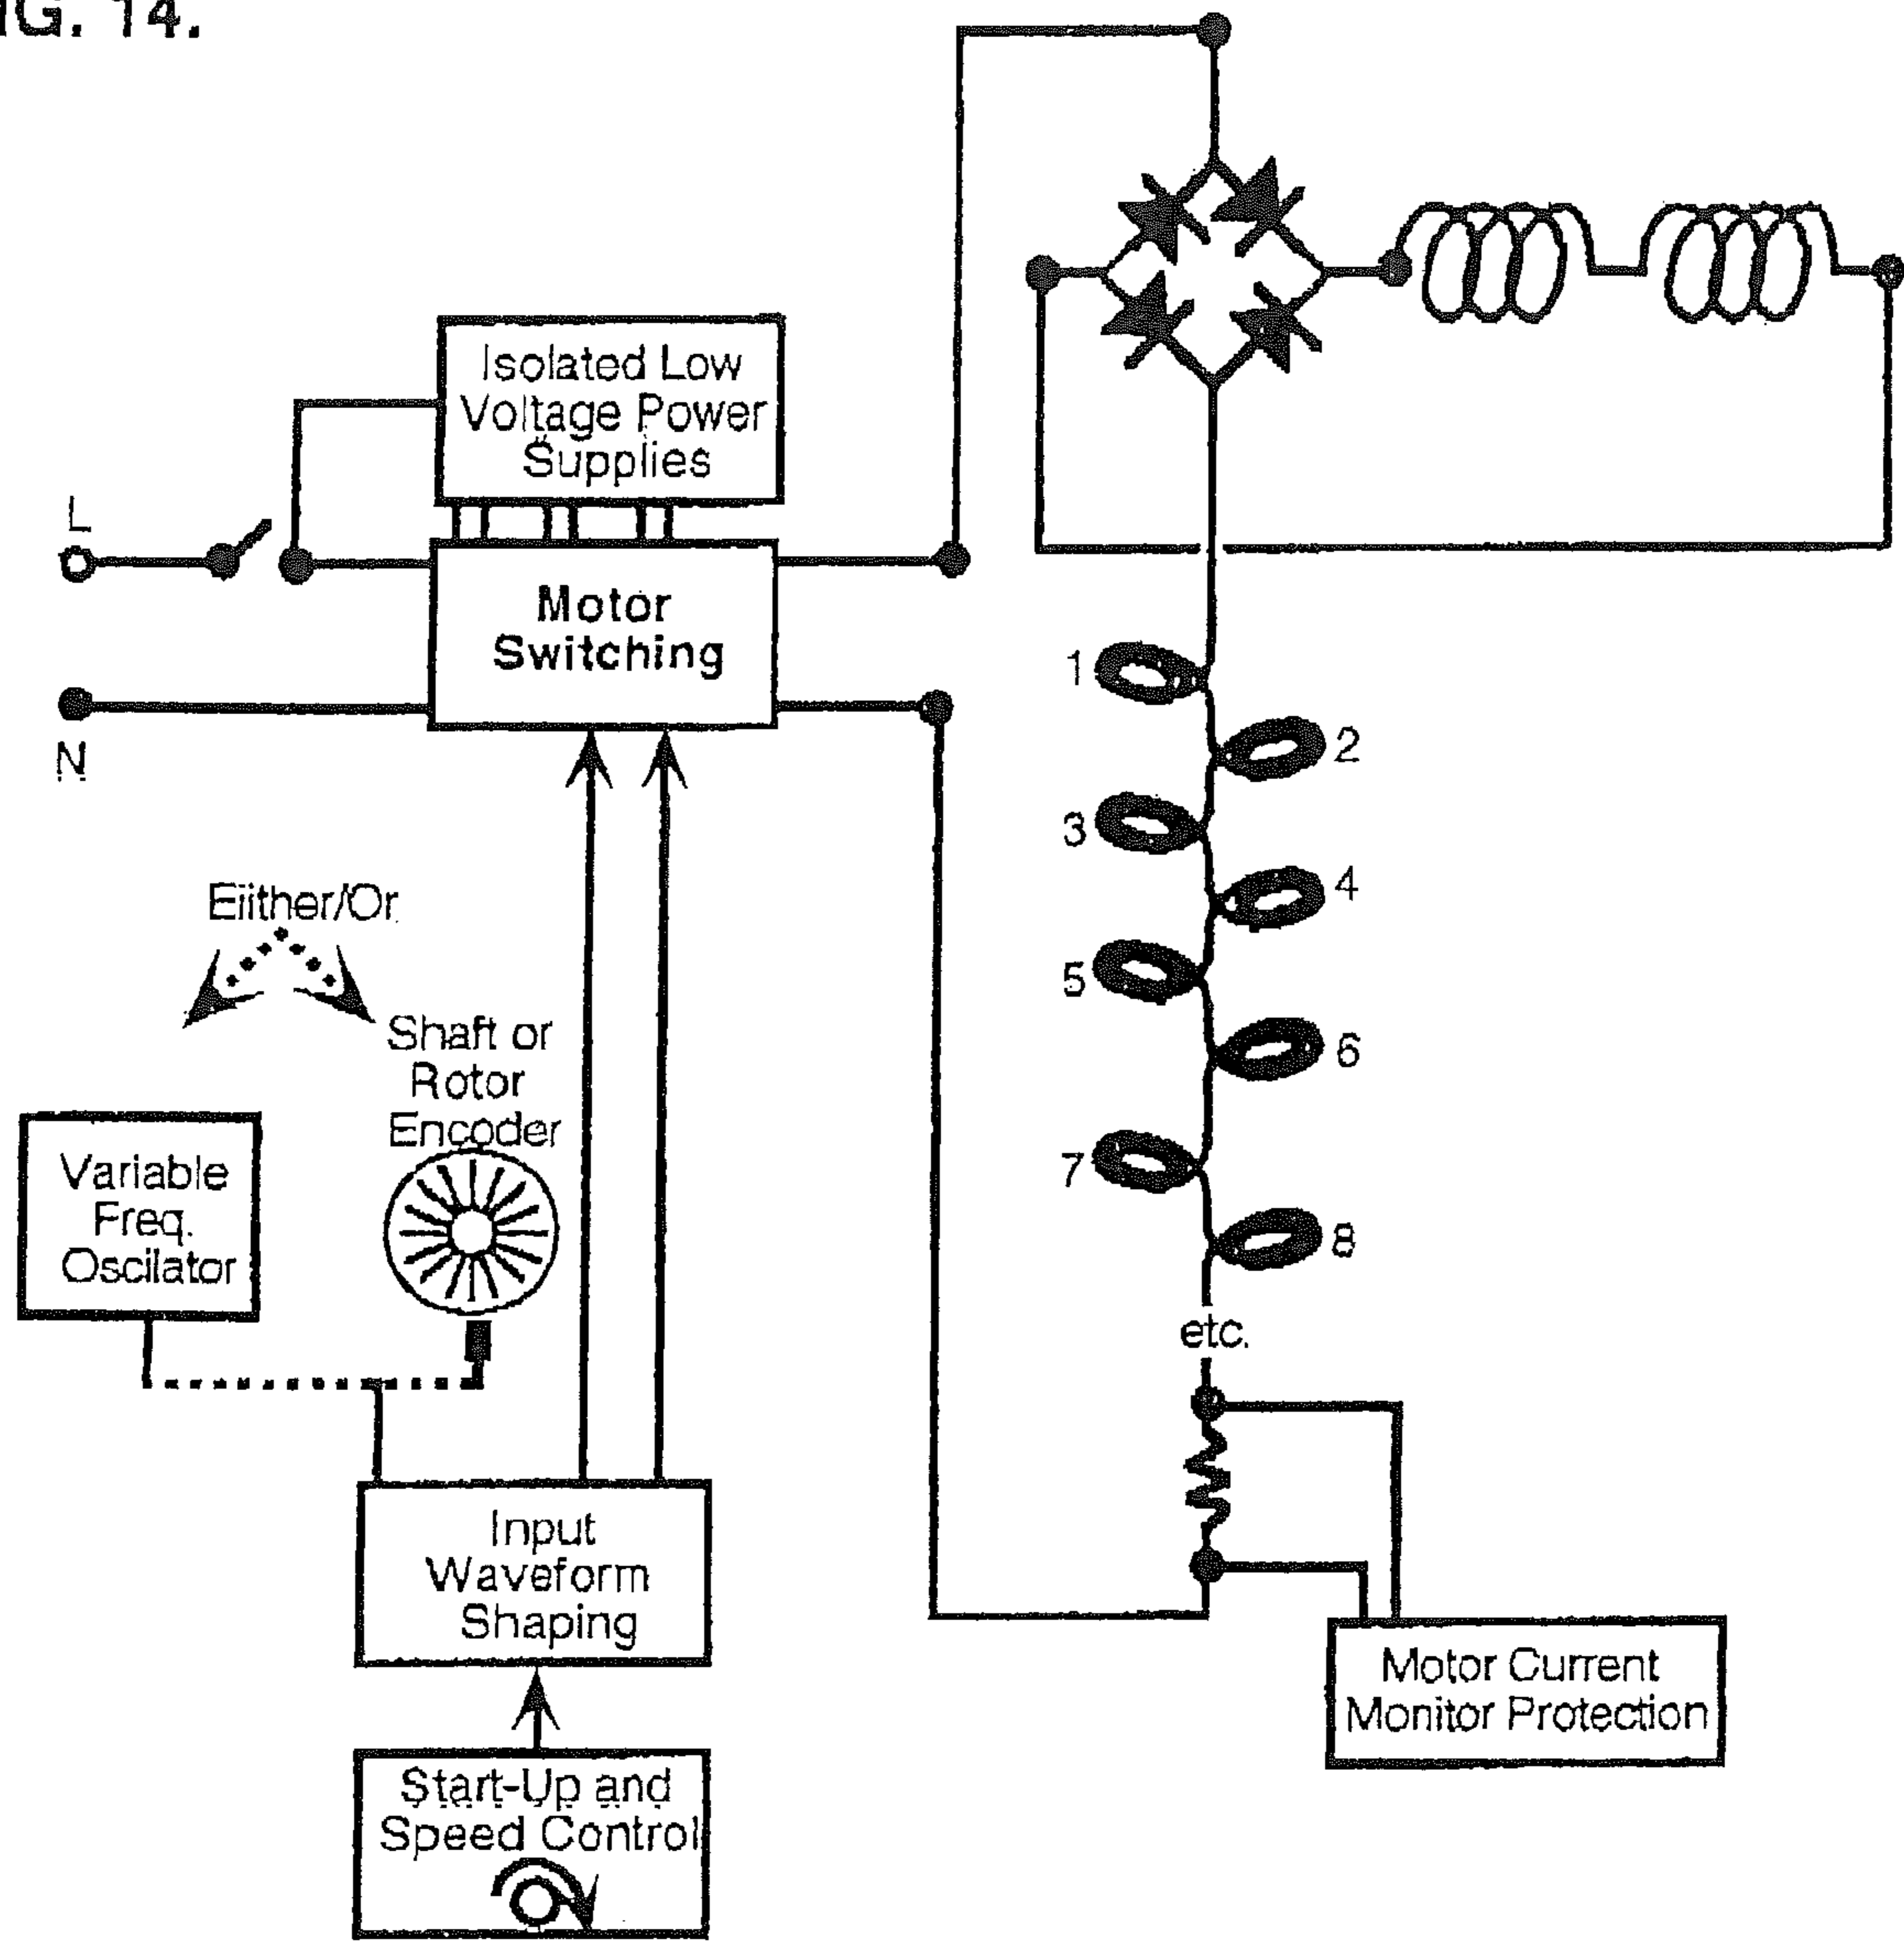 IG. 14.
Isolated Low
Voltage Power
Supplies
L
Motor
Switching
N
1
2
3
4
5
6
7
8
etc.
Eiither/Or
Shaft or
Rotor
Encoder
Variable
Freq.
Oscilator
Input
Waveform
Shaping
Motor Current
Monitor Protection
Start-Up and
Speed Control